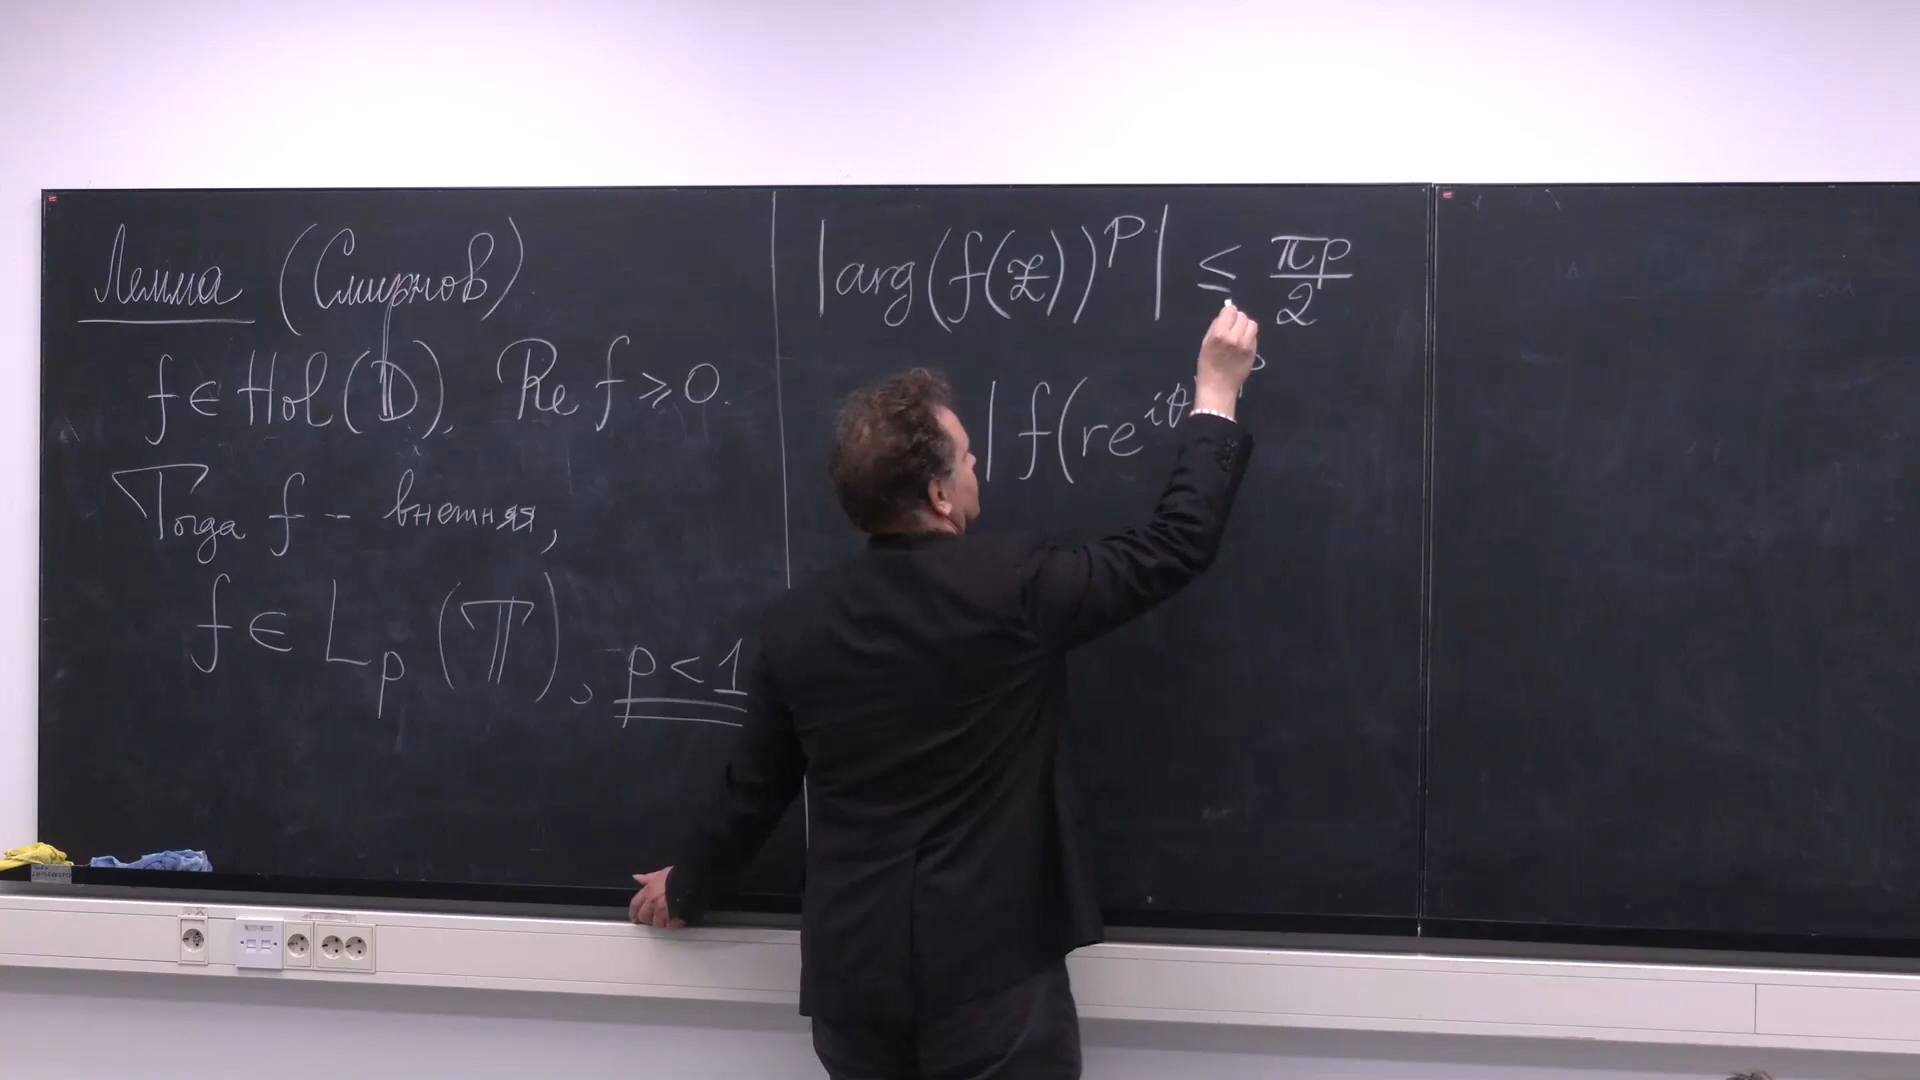 Лемма (Смирнов)
f ∈ Hol(𝔻), Re f ⩾ 0.
Тогда f – внешняя,
f ∈ L_p (𝕋), p < 1
|arg(f(z))^p| ≤ πp/2
|f(re^{iθ